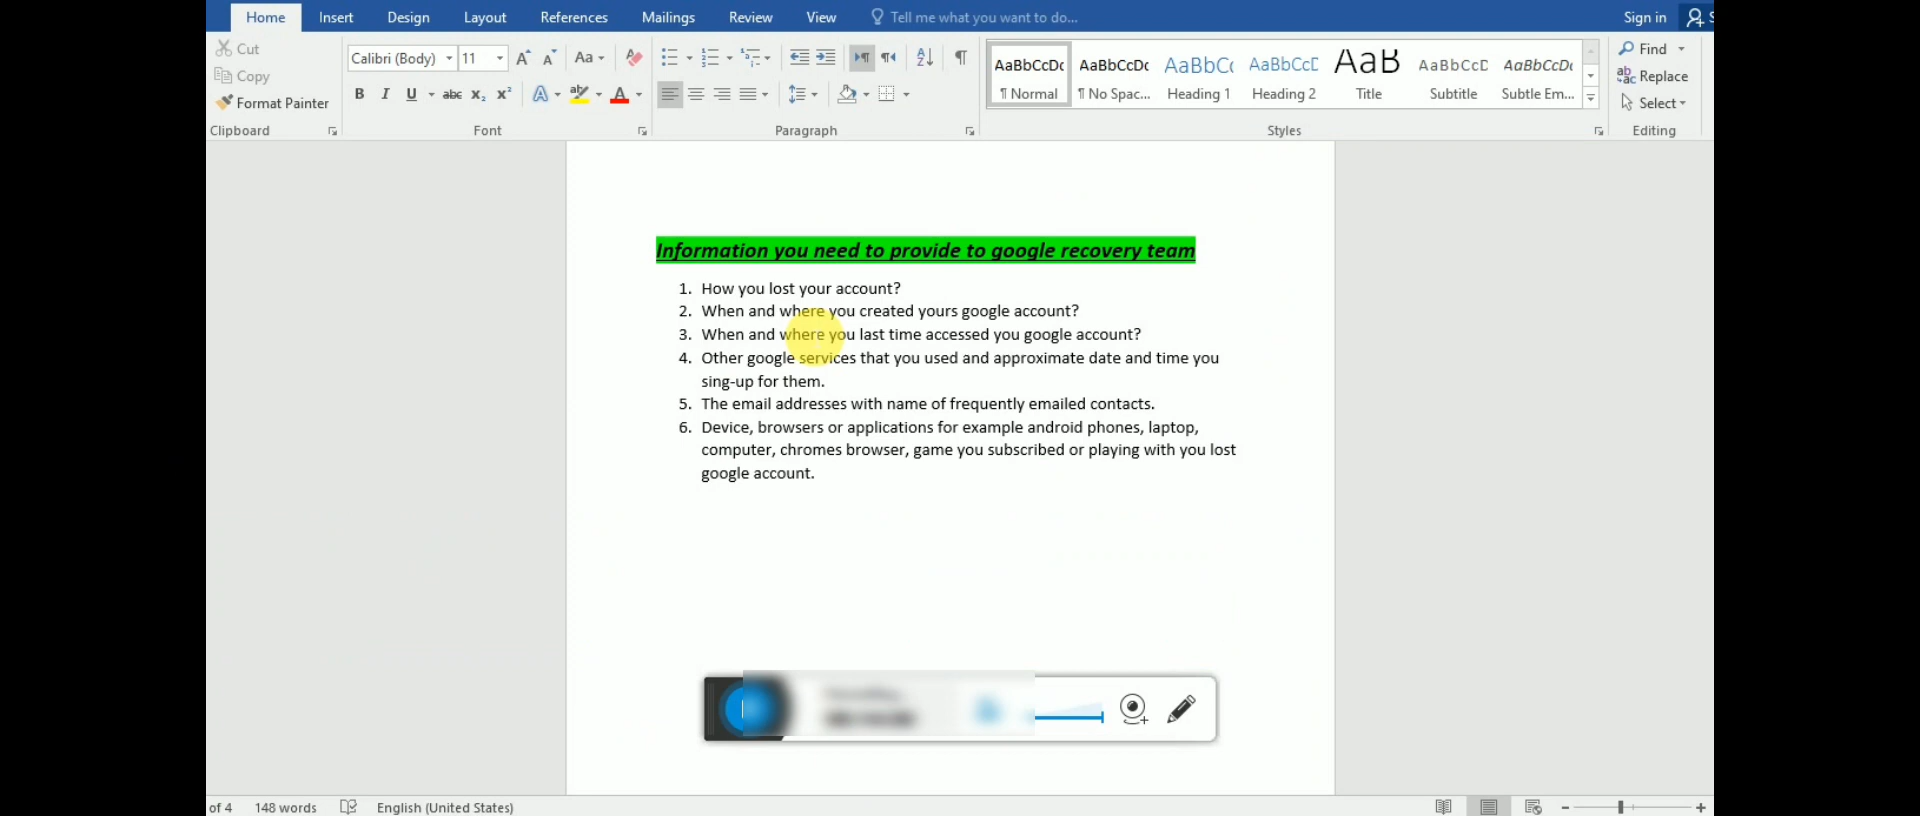 Home Insert Design Layout References Mailings Review View Tell me what you want to do... Sign in
Cut
Copy
Format Painter
Clipboard
Calibri (Body) 11
Aa
B I U abc x₂ x² A
Font
Paragraph
AaBbCcDc AaBbCcDc AaBbCc AaBbCcD AaB AaBbCcD AaBbCcDc
¶ Normal ¶ No Spac... Heading 1 Heading 2 Title Subtitle Subtle Em...
Styles
Find
Replace
Select
Editing
Information you need to provide to google recovery team
1. How you lost your account?
2. When and where you created yours google account?
3. When and where you last time accessed you google account?
4. Other google services that you used and approximate date and time you
sing-up for them.
5. The email addresses with name of frequently emailed contacts.
6. Device, browsers or applications for example android phones, laptop,
computer, chromes browser, game you subscribed or playing with you lost
google account.
of 4 148 words English (United States)